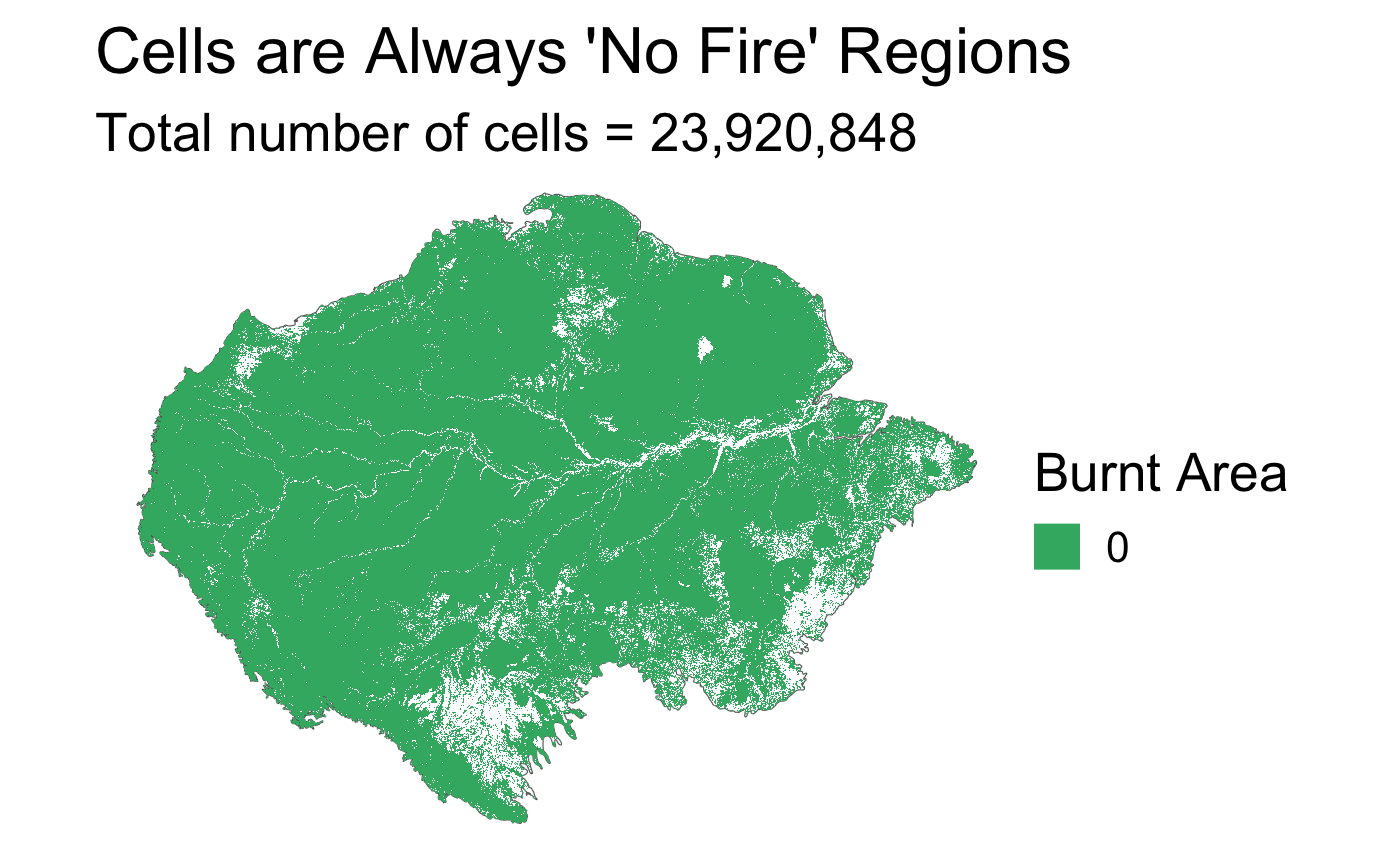 Cells are Always 'No Fire' Regions
Total number of cells = 23,920,848
Burnt Area
0